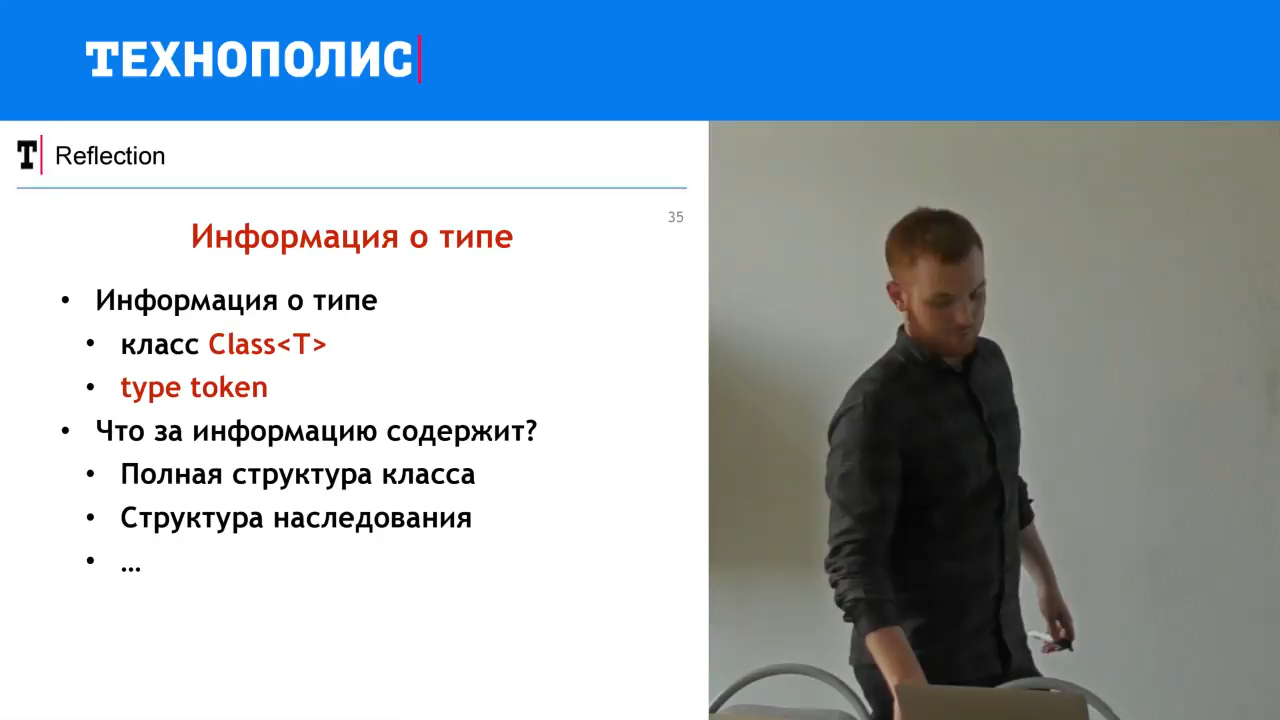 ТЕХНОПОЛИС
T Reflection
35
Информация о типе
• Информация о типе
• класс Class<T>
• type token
• Что за информацию содержит?
• Полная структура класса
• Структура наследования
• ...